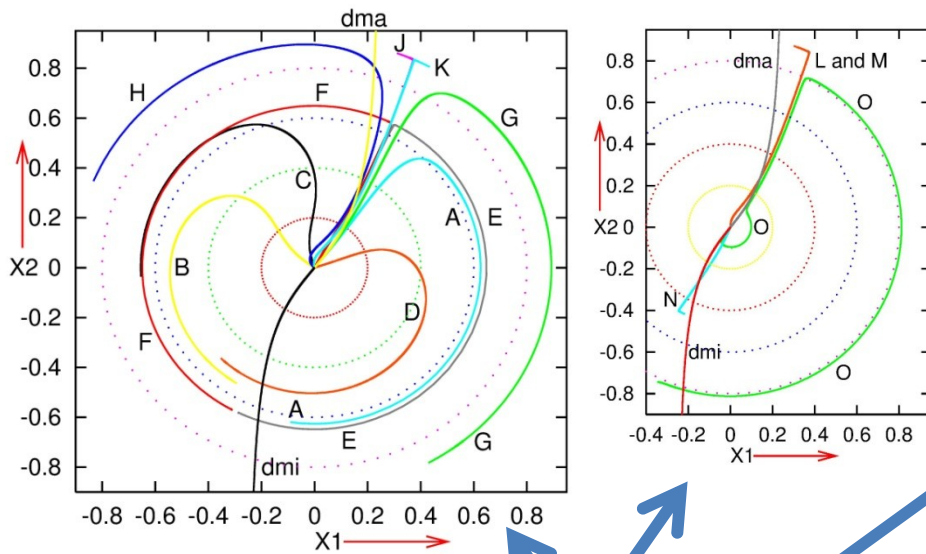 dma
J
K
H
F
G
C
A
E
B
D
F
A
E
G
dmi
0.8
0.6
0.4
0.2
X2 0
-0.2
-0.4
-0.6
-0.8
-0.8 -0.6 -0.4 -0.2 0 0.2 0.4 0.6 0.8
X1
dma
L and M
O
O
N
dmi
O
0.8
0.6
0.4
0.2
X2
0
-0.2
-0.4
-0.6
-0.8
-0.4 -0.2 0 0.2 0.4 0.6 0.8
X1